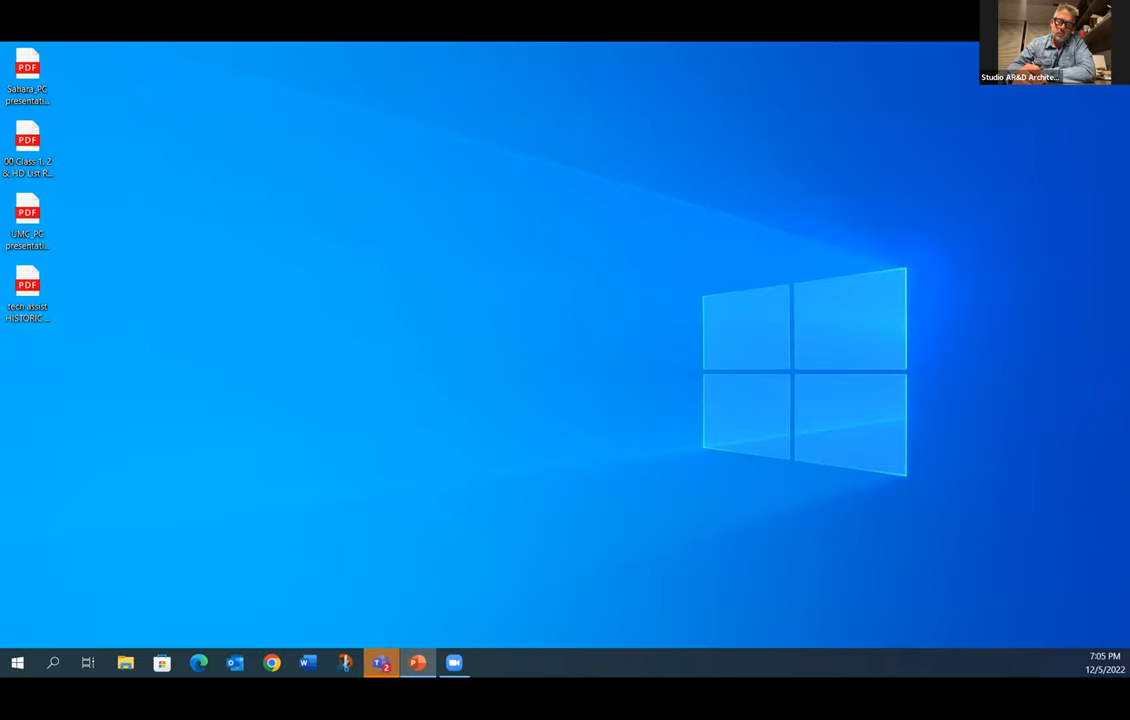 Studio AR&D Archite...
PDF
Sahara_PC
presentati...
PDF
00 Class 1, 2
& HD List R...
PDF
UMC_PC
presentati...
PDF
tech assist
HISTORIC ...
7:05 PM
12/5/2022
2